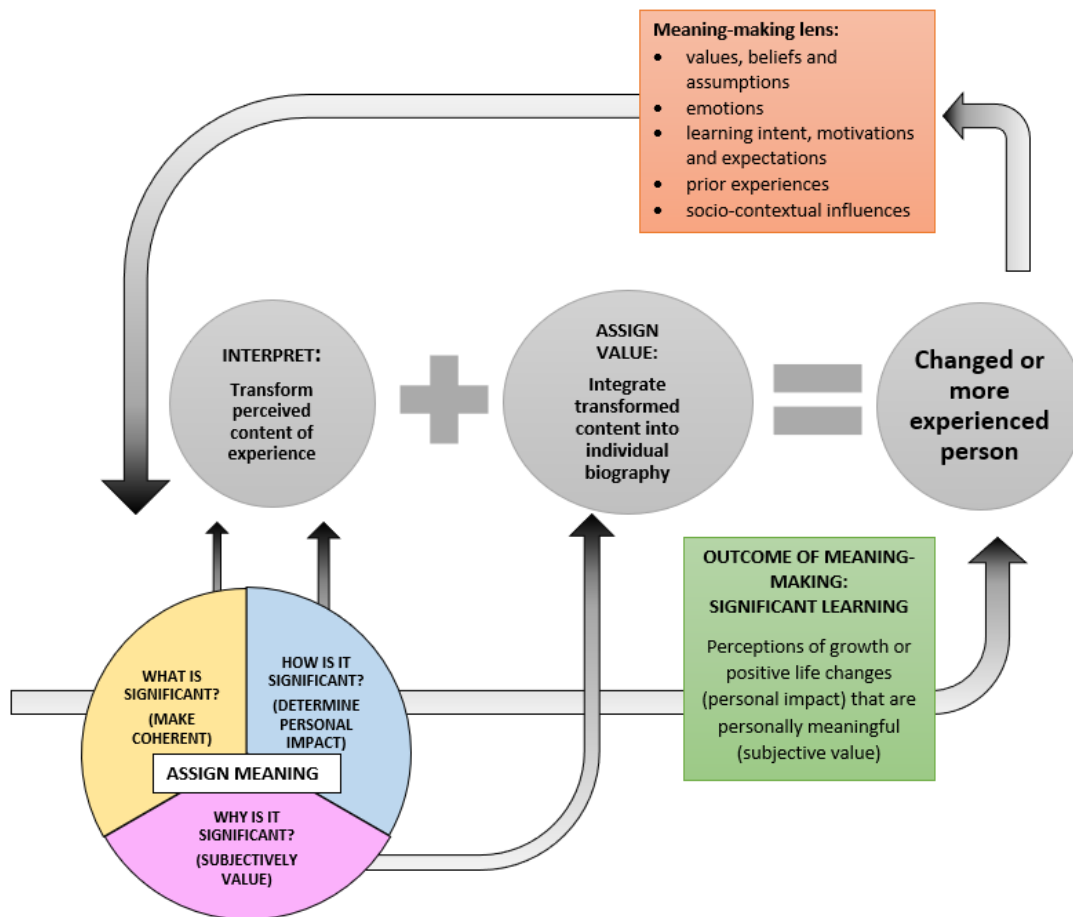 Meaning-making lens:
• values, beliefs and
assumptions
• emotions
• learning intent, motivations
and expectations
• prior experiences
• socio-contextual influences
INTERPRET:
Transform
perceived
content of
experience
ASSIGN
VALUE:
Integrate
transformed
content into
individual
biography
Changed or
more
experienced
person
OUTCOME OF MEANING-
MAKING:
SIGNIFICANT LEARNING
Perceptions of growth or
positive life changes
(personal impact) that are
personally meaningful
(subjective value)
WHAT IS
SIGNIFICANT?
(MAKE
COHERENT)
HOW IS IT
SIGNIFICANT?
(DETERMINE
PERSONAL
IMPACT)
ASSIGN MEANING
WHY IS IT
SIGNIFICANT?
(SUBJECTIVELY
VALUE)